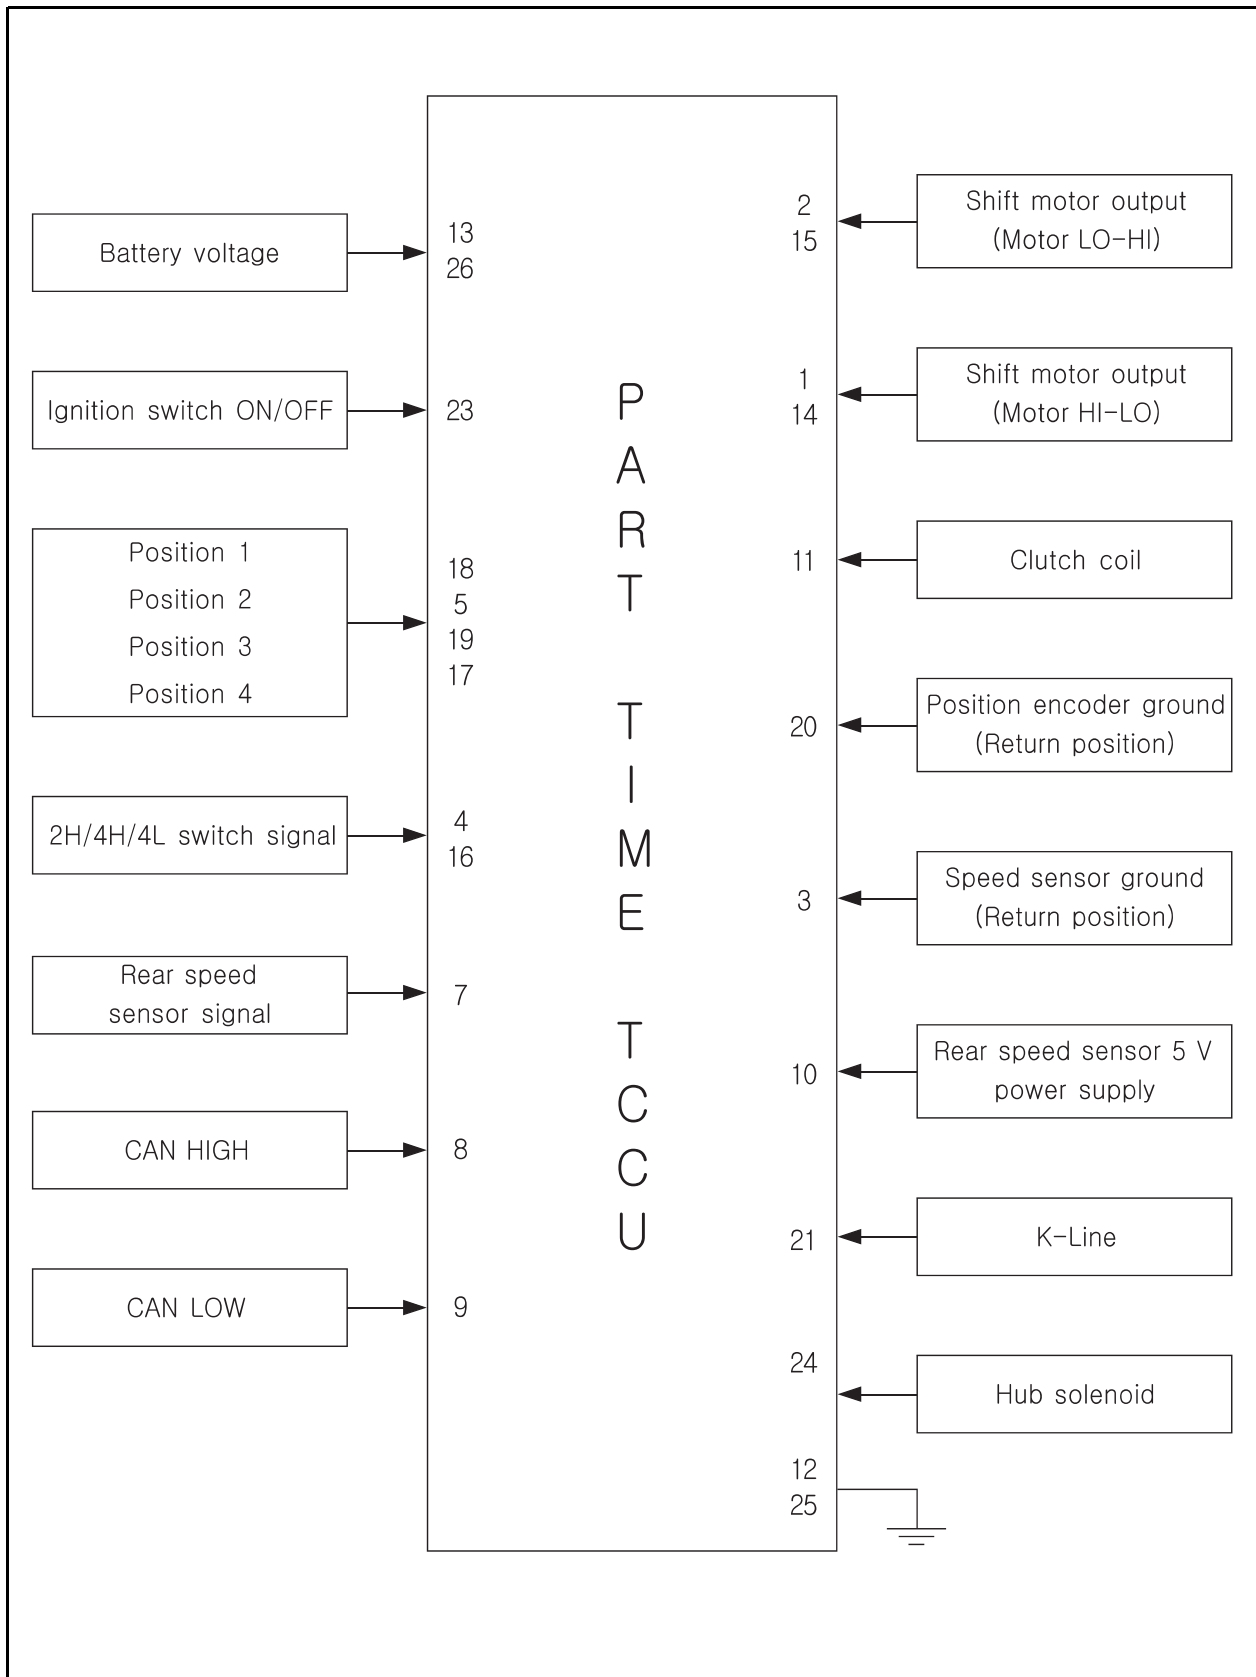 Battery voltage
13
26
Ignition switch ON/OFF
23
Position 1
Position 2
Position 3
Position 4
18
5
19
17
2H/4H/4L switch signal
4
16
Rear speed
sensor signal
7
CAN HIGH
8
CAN LOW
9
PART TIME TCCU
2
15
Shift motor output
(Motor LO-HI)
1
14
Shift motor output
(Motor HI-LO)
11
Clutch coil
20
Position encoder ground
(Return position)
3
Speed sensor ground
(Return position)
10
Rear speed sensor 5 V
power supply
21
K-Line
24
Hub solenoid
12
25